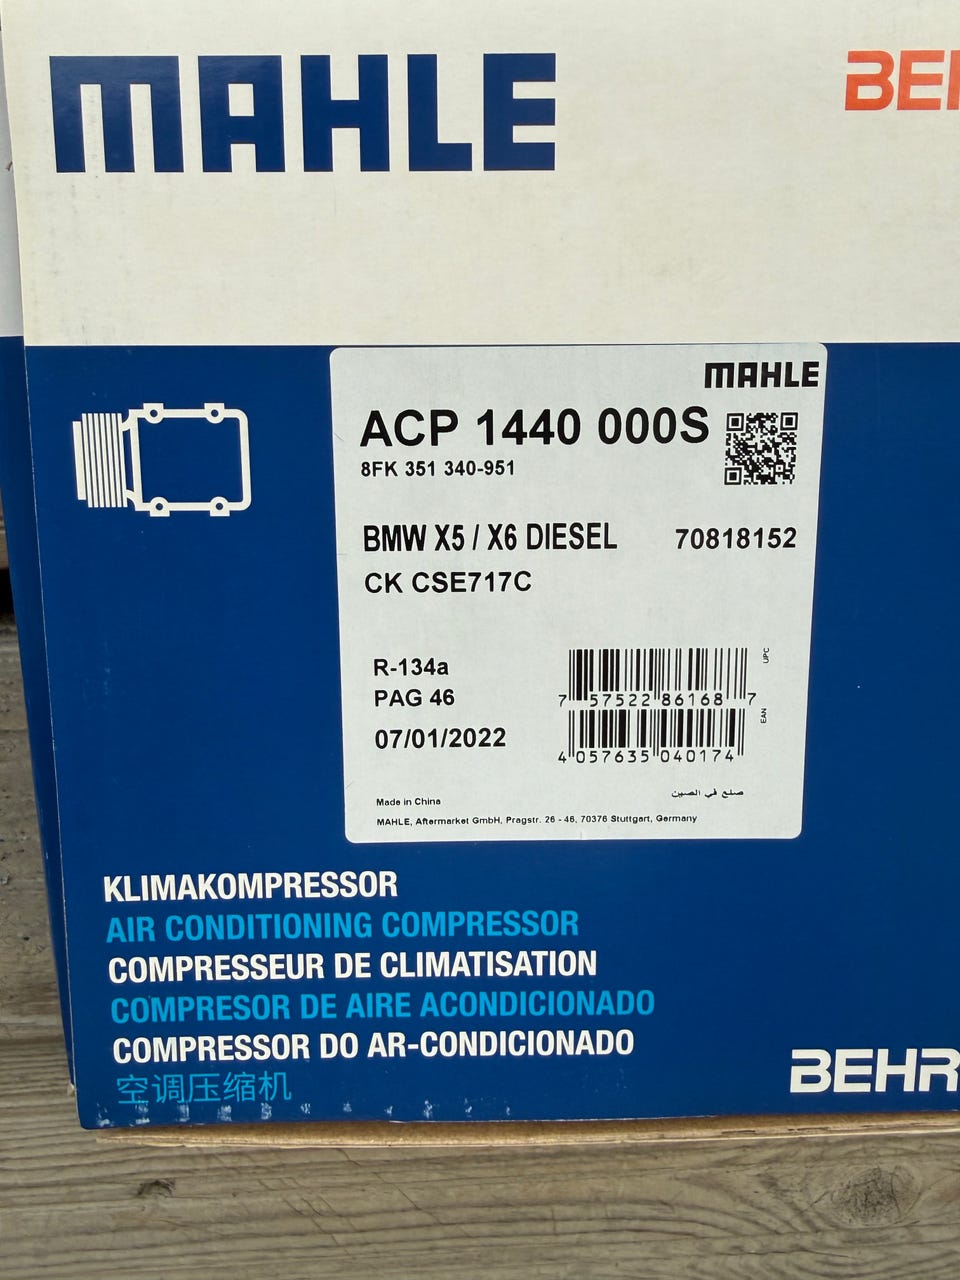 MAHLE
BEH
MAHLE
ACP 1440 000S
8FK 351 340-951
BMW X5 / X6 DIESEL 70818152
CK CSE717C
R-134a
PAG 46
07/01/2022
UPC
7 57522 86168 7
EAN
4 057635 040174
صنع في الصين
Made in China
MAHLE, Aftermarket GmbH, Pragstr. 26 - 46, 70376 Stuttgart, Germany
KLIMAKOMPRESSOR
AIR CONDITIONING COMPRESSOR
COMPRESSEUR DE CLIMATISATION
COMPRESOR DE AIRE ACONDICIONADO
COMPRESSOR DO AR-CONDICIONADO
空调压缩机
BEHR